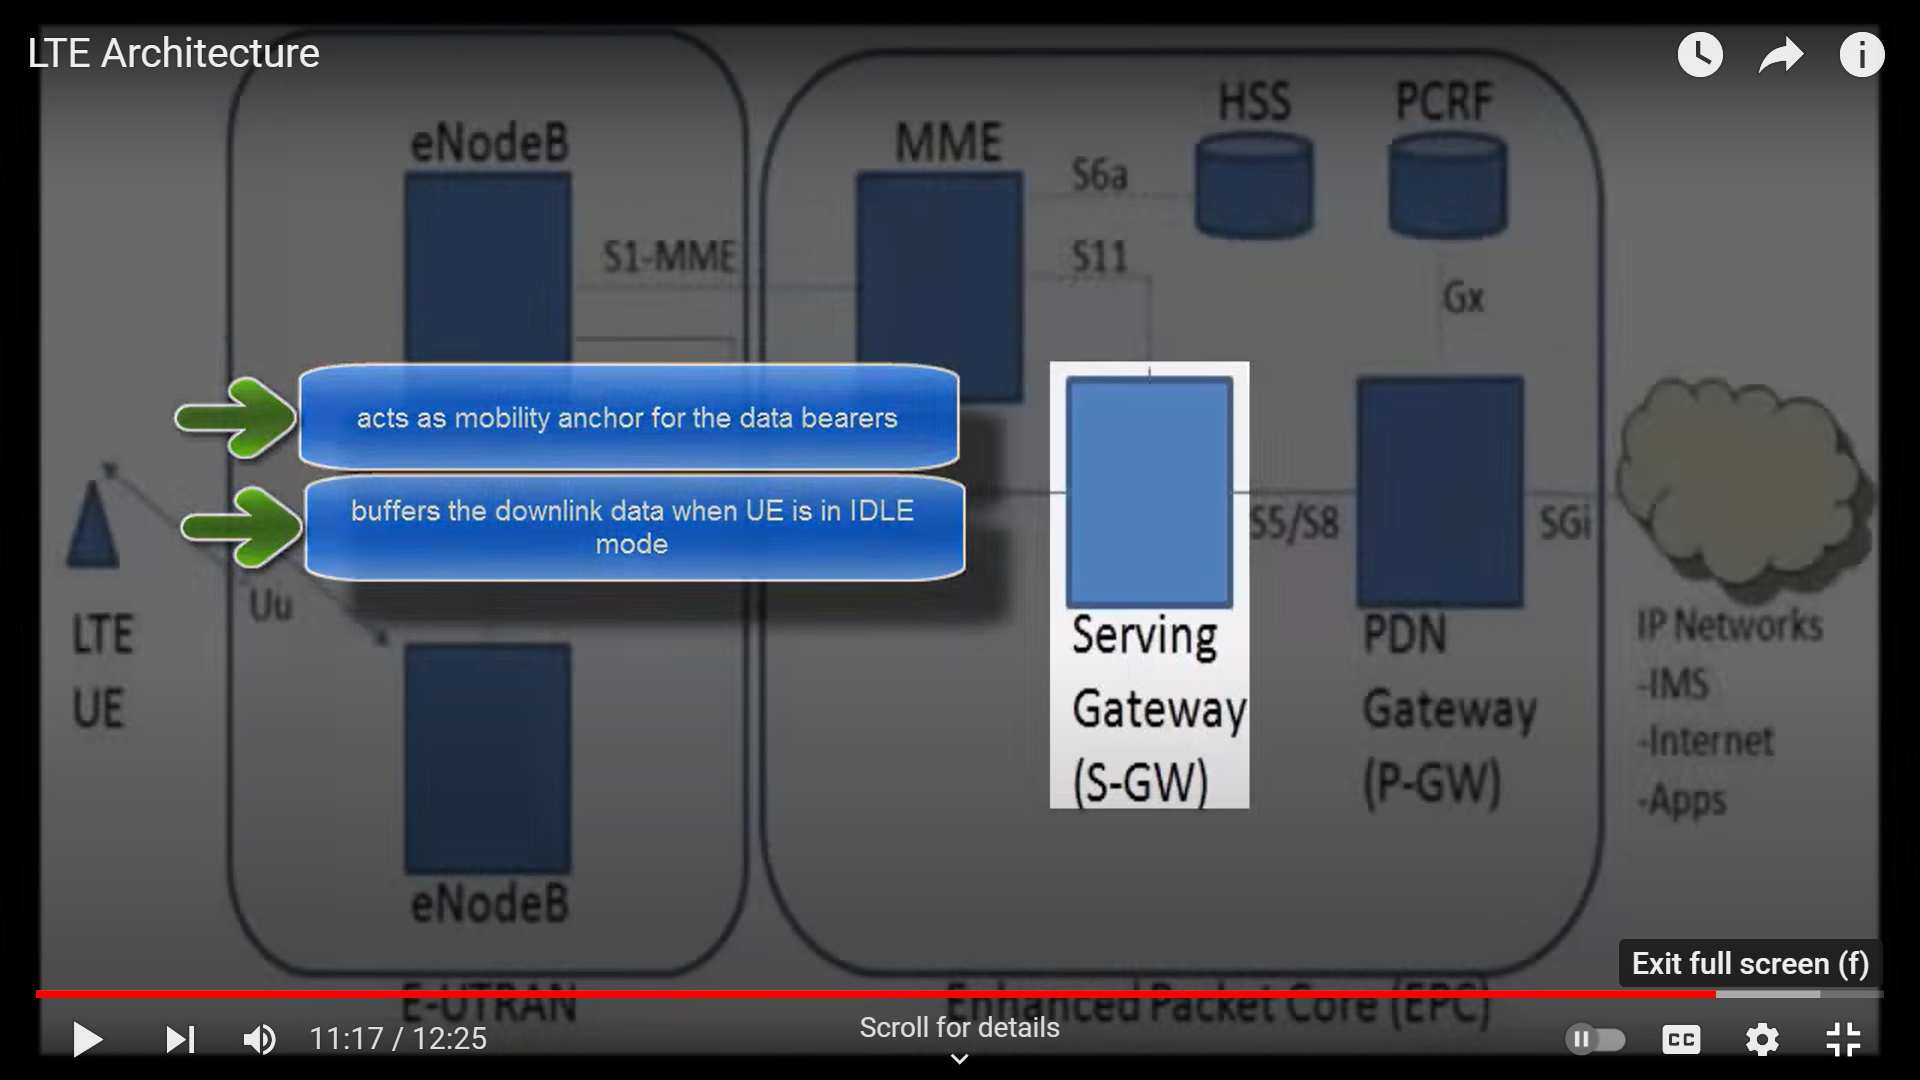 LTE Architecture
eNodeB
MME
HSS
PCRF
S6a
S1-MME
S11
Gx
acts as mobility anchor for the data bearers
buffers the downlink data when UE is in IDLE
mode
S5/S8
SGi
Uu
LTE
UE
Serving
Gateway
(S-GW)
PDN
Gateway
(P-GW)
IP Networks
-IMS
-Internet
-Apps
eNodeB
Exit full screen (f)
E-UTRAN
Enhanced Packet Core (EPC)
11:17 / 12:25
Scroll for details
CC